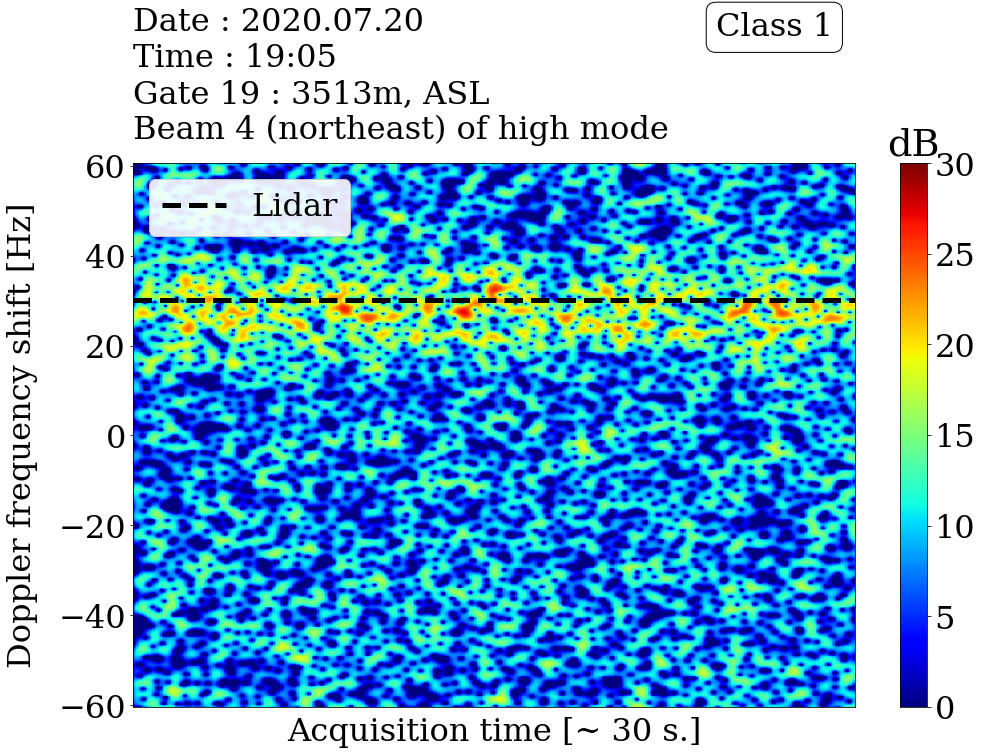 Date : 2020.07.20
Time : 19:05
Gate 19 : 3513m, ASL
Beam 4 (northeast) of high mode
Class 1
dB
Lidar
Doppler frequency shift [Hz]
60
40
20
0
−20
−40
−60
30
25
20
15
10
5
0
Acquisition time [~ 30 s.]